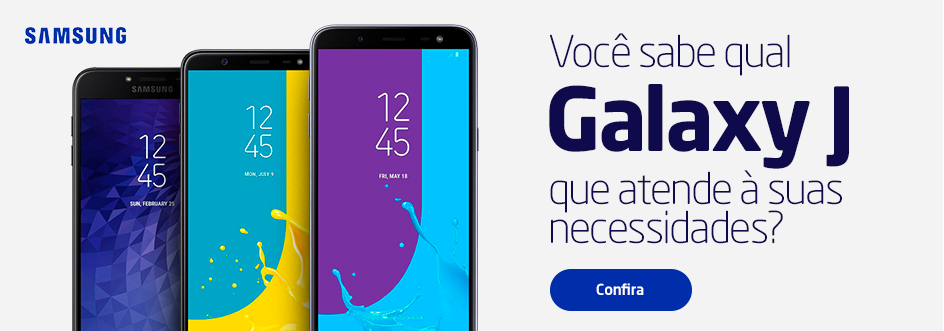 SAMSUNG
SAMSUNG
12
45
SUN, FEBRUARY 25
12
45
MON, JULY 9
12
45
FRI, MAY 18
Você sabe qual
Galaxy J
que atende à suas
necessidades?
Confira